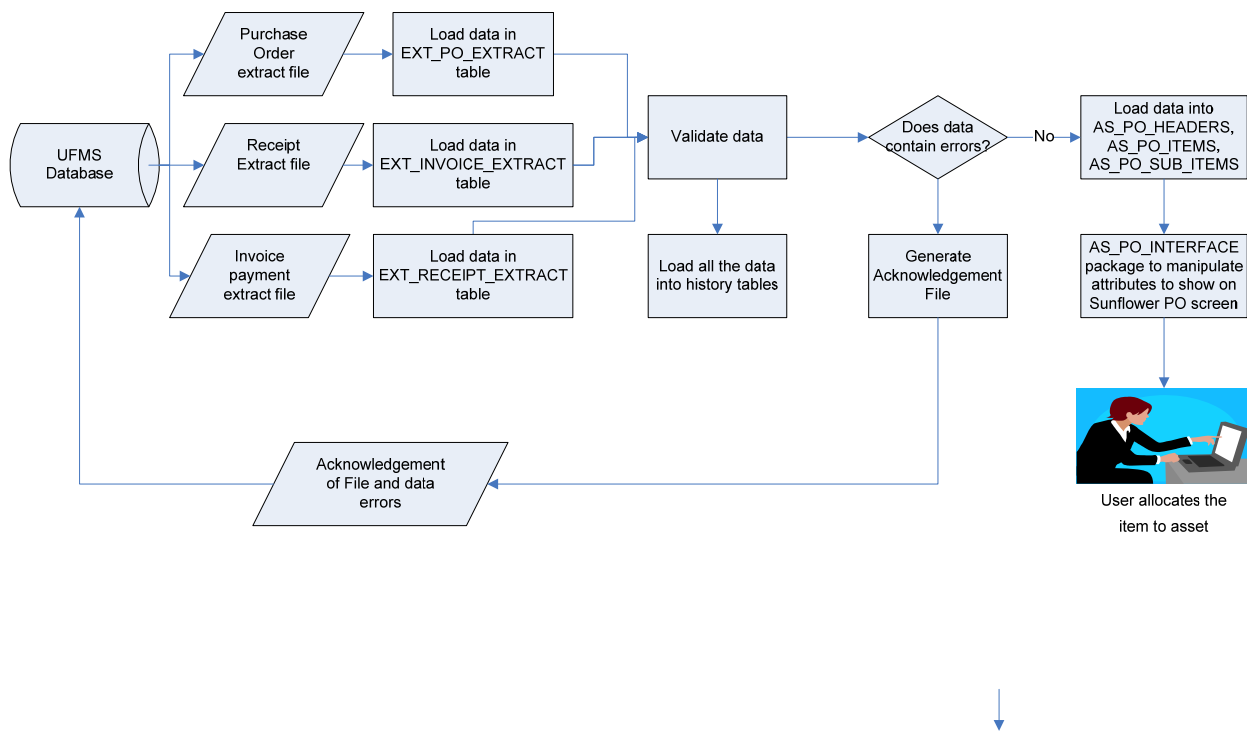 Purchase
Order
extract file
Load data in
EXT_PO_EXTRACT
table
UFMS
Database
Receipt
Extract file
Load data in
EXT_INVOICE_EXTRACT
table
Invoice
payment
extract file
Load data in
EXT_RECEIPT_EXTRACT
table
Validate data
Load all the data
into history tables
Does data
contain errors?
No
Generate
Acknowledgement
File
Load data into
AS_PO_HEADERS,
AS_PO_ITEMS,
AS_PO_SUB_ITEMS
AS_PO_INTERFACE
package to manipulate
attributes to show on
Sunflower PO screen
User allocates the
item to asset
Acknowledgement
of File and data
errors